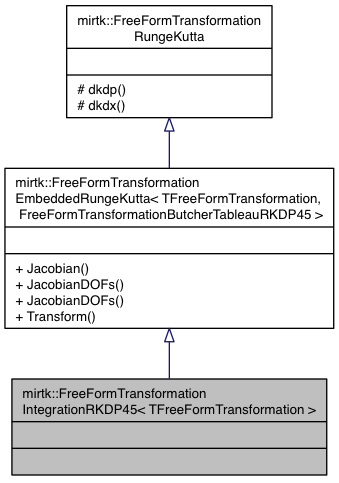 mirtk::FreeFormTransformation
RungeKutta
# dkdp()
# dkdx()
mirtk::FreeFormTransformation
EmbeddedRungeKutta< TFreeFormTransformation,
FreeFormTransformationButcherTableauRKDP45 >
+ Jacobian()
+ JacobianDOFs()
+ JacobianDOFs()
+ Transform()
mirtk::FreeFormTransformation
IntegrationRKDP45< TFreeFormTransformation >